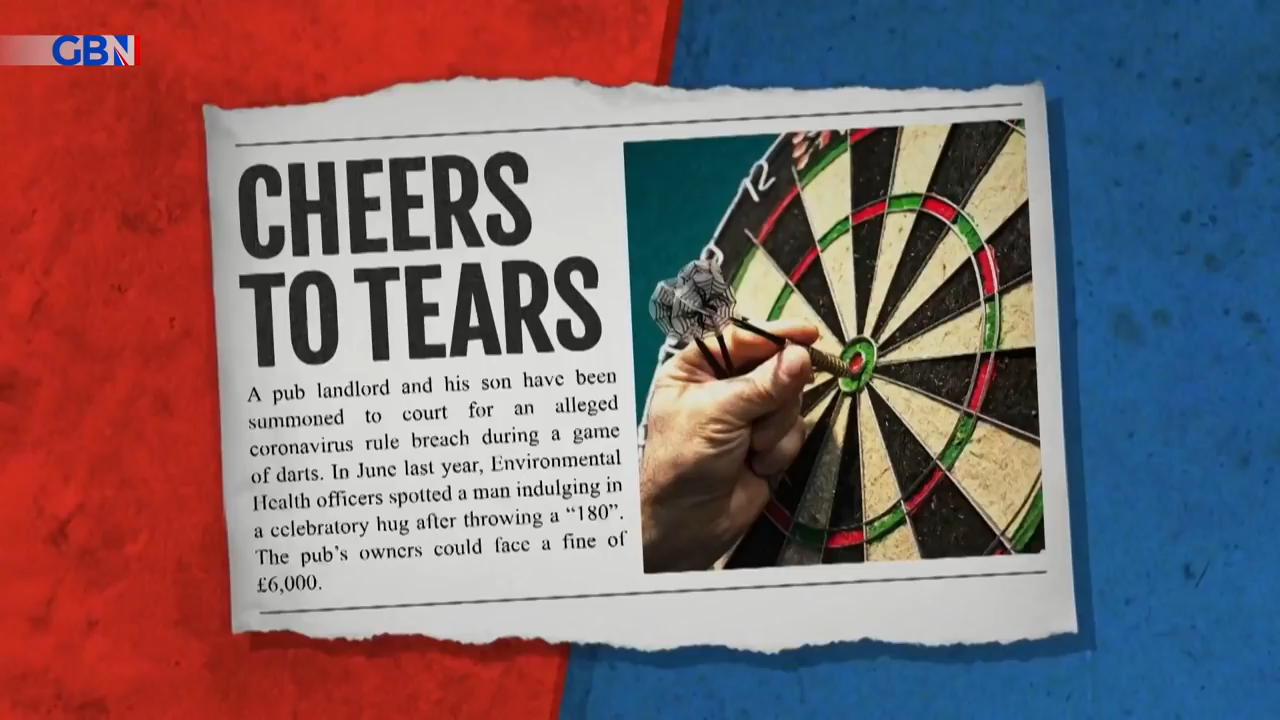 GBN
CHEERS
TO TEARS
A pub landlord and his son have been
summoned to court for an alleged
coronavirus rule breach during a game
of darts. In June last year, Environmental
Health officers spotted a man indulging in
a celebratory hug after throwing a “180”.
The pub’s owners could face a fine of
£6,000.
12